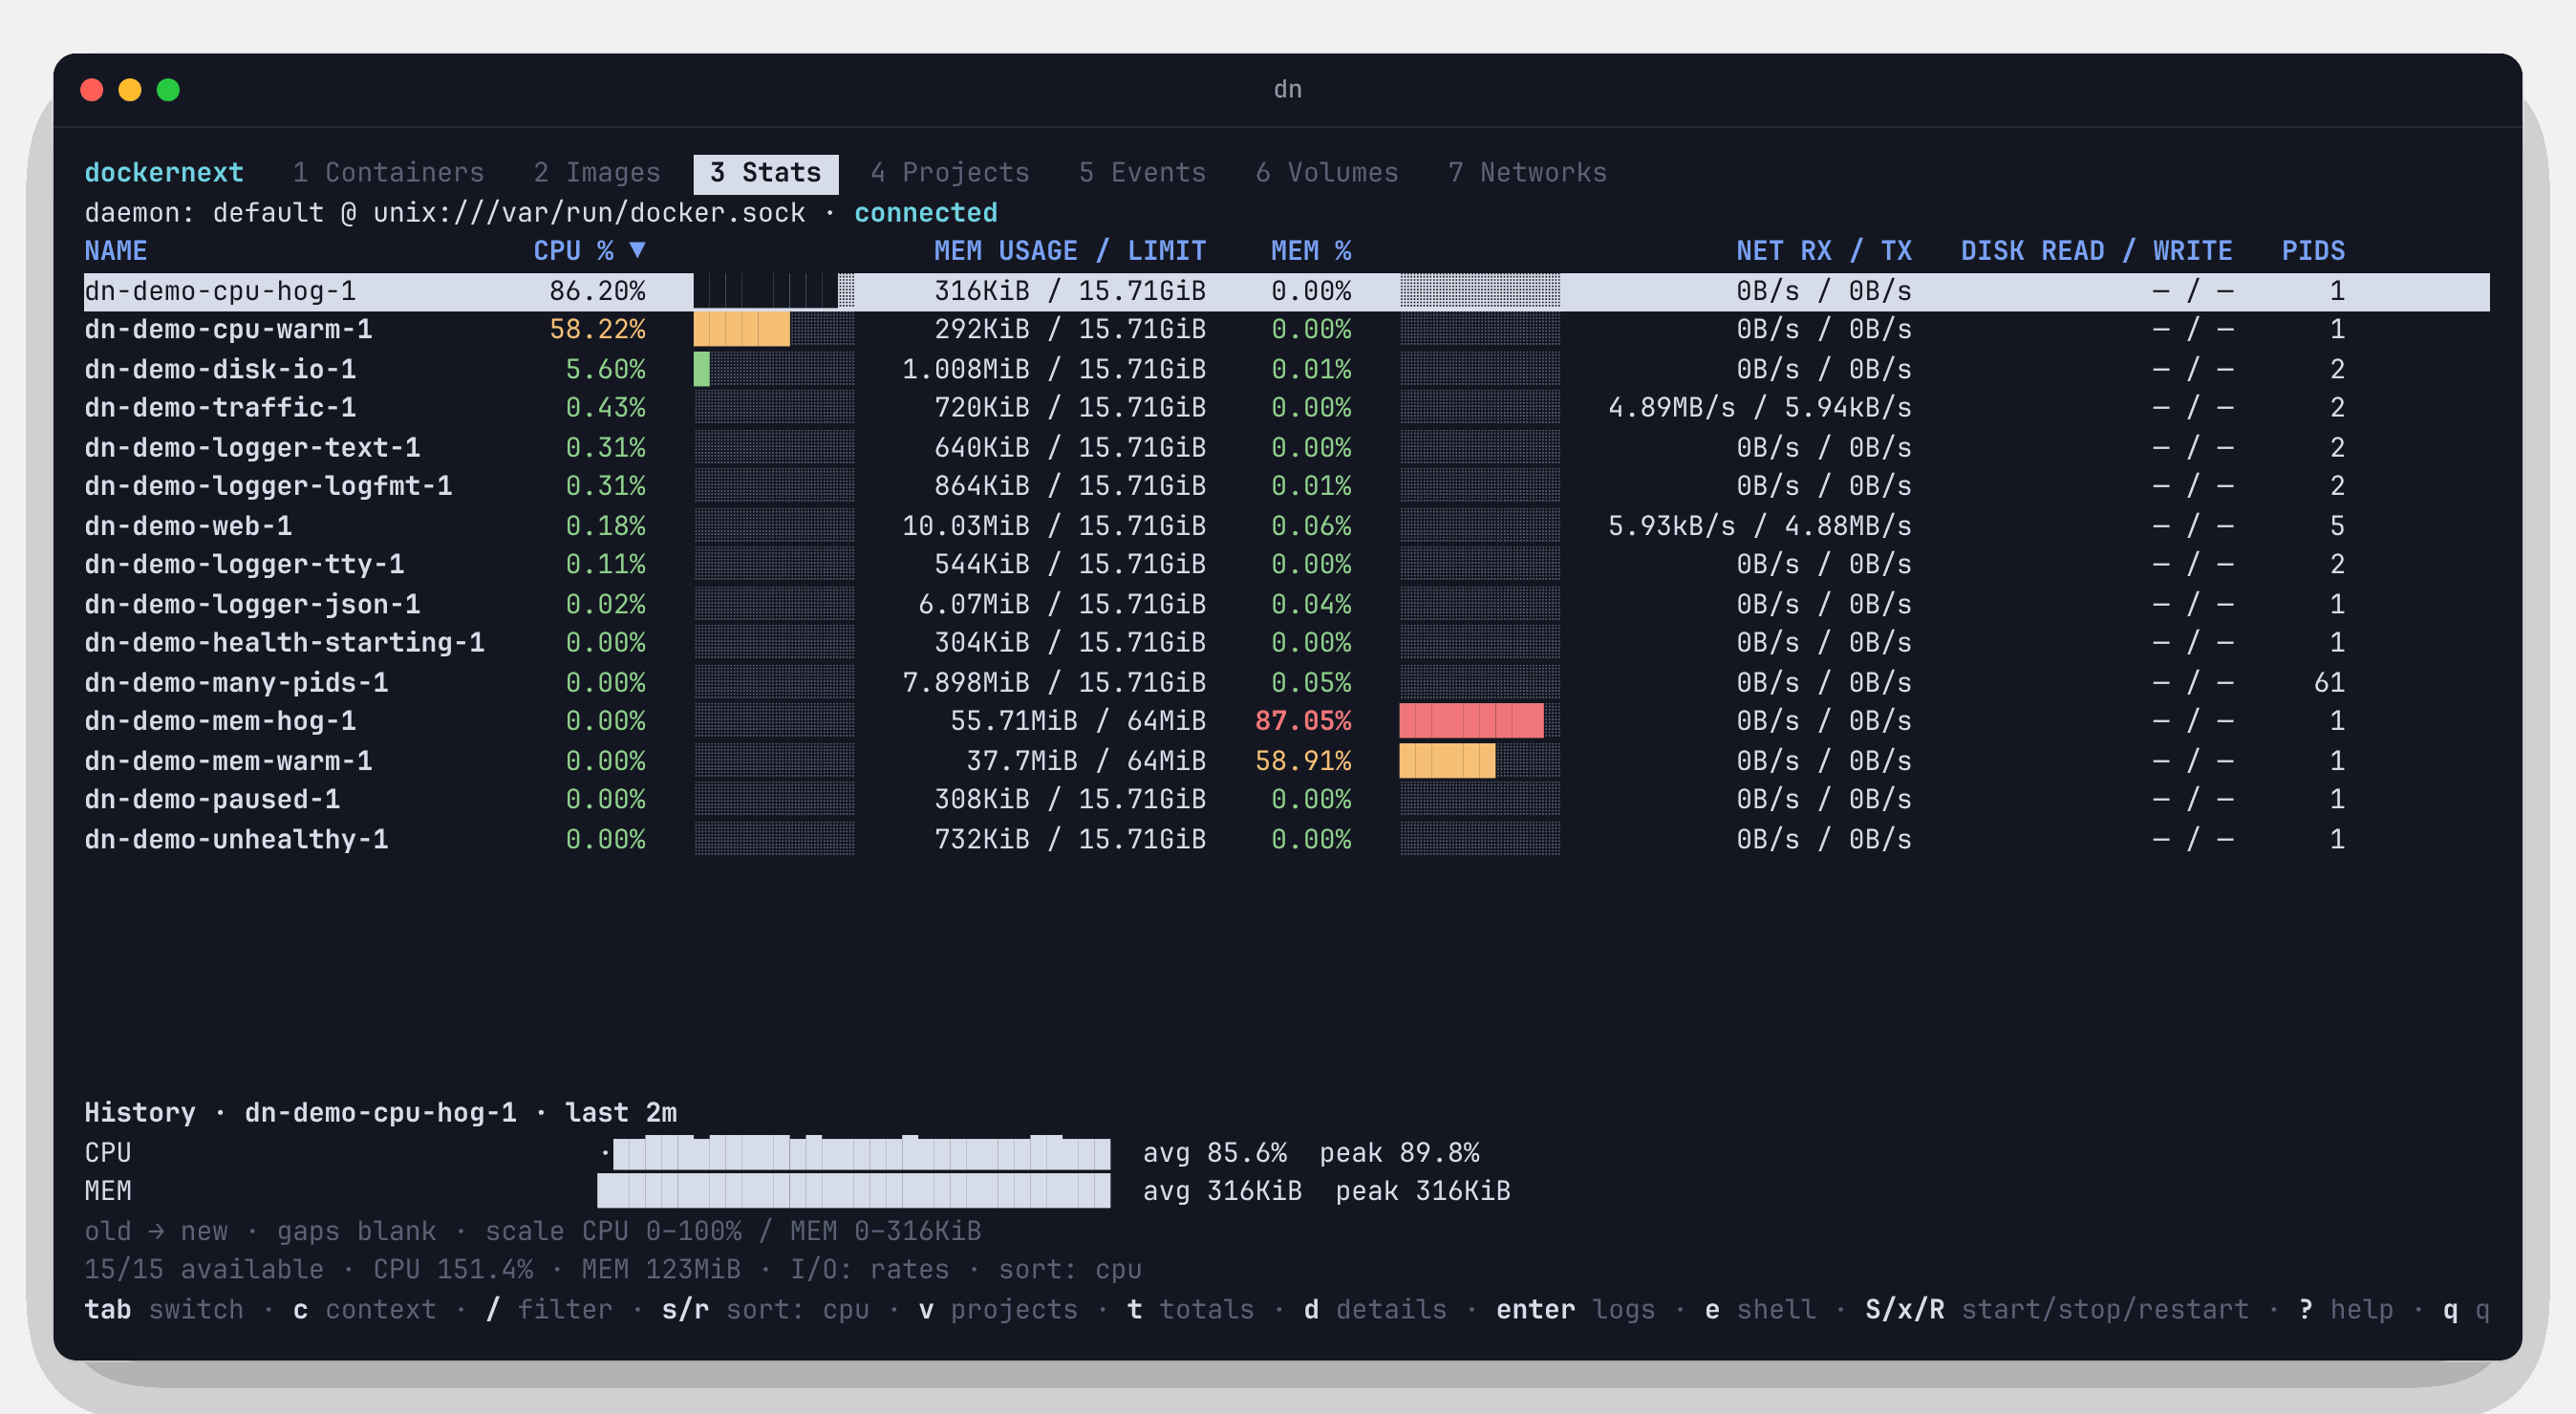 dn
dockernext 1 Containers 2 Images 3 Stats 4 Projects 5 Events 6 Volumes 7 Networks
daemon: default @ unix:///var/run/docker.sock · connected
NAME CPU % ▼ MEM USAGE / LIMIT MEM % NET RX / TX DISK READ / WRITE PIDS
dn-demo-cpu-hog-1 86.20% 316KiB / 15.71GiB 0.00% 0B/s / 0B/s — / — 1
dn-demo-cpu-warm-1 58.22% 292KiB / 15.71GiB 0.00% 0B/s / 0B/s — / — 1
dn-demo-disk-io-1 5.60% 1.008MiB / 15.71GiB 0.01% 0B/s / 0B/s — / — 2
dn-demo-traffic-1 0.43% 720KiB / 15.71GiB 0.00% 4.89MB/s / 5.94kB/s — / — 2
dn-demo-logger-text-1 0.31% 640KiB / 15.71GiB 0.00% 0B/s / 0B/s — / — 2
dn-demo-logger-logfmt-1 0.31% 864KiB / 15.71GiB 0.01% 0B/s / 0B/s — / — 2
dn-demo-web-1 0.18% 10.03MiB / 15.71GiB 0.06% 5.93kB/s / 4.88MB/s — / — 5
dn-demo-logger-tty-1 0.11% 544KiB / 15.71GiB 0.00% 0B/s / 0B/s — / — 2
dn-demo-logger-json-1 0.02% 6.07MiB / 15.71GiB 0.04% 0B/s / 0B/s — / — 1
dn-demo-health-starting-1 0.00% 304KiB / 15.71GiB 0.00% 0B/s / 0B/s — / — 1
dn-demo-many-pids-1 0.00% 7.898MiB / 15.71GiB 0.05% 0B/s / 0B/s — / — 61
dn-demo-mem-hog-1 0.00% 55.71MiB / 64MiB 87.05% 0B/s / 0B/s — / — 1
dn-demo-mem-warm-1 0.00% 37.7MiB / 64MiB 58.91% 0B/s / 0B/s — / — 1
dn-demo-paused-1 0.00% 308KiB / 15.71GiB 0.00% 0B/s / 0B/s — / — 1
dn-demo-unhealthy-1 0.00% 732KiB / 15.71GiB 0.00% 0B/s / 0B/s — / — 1
History · dn-demo-cpu-hog-1 · last 2m
CPU avg 85.6% peak 89.8%
MEM avg 316KiB peak 316KiB
old → new · gaps blank · scale CPU 0–100% / MEM 0–316KiB
15/15 available · CPU 151.4% · MEM 123MiB · I/O: rates · sort: cpu
tab switch · c context · / filter · s/r sort: cpu · v projects · t totals · d details · enter logs · e shell · S/x/R start/stop/restart · ? help · q q